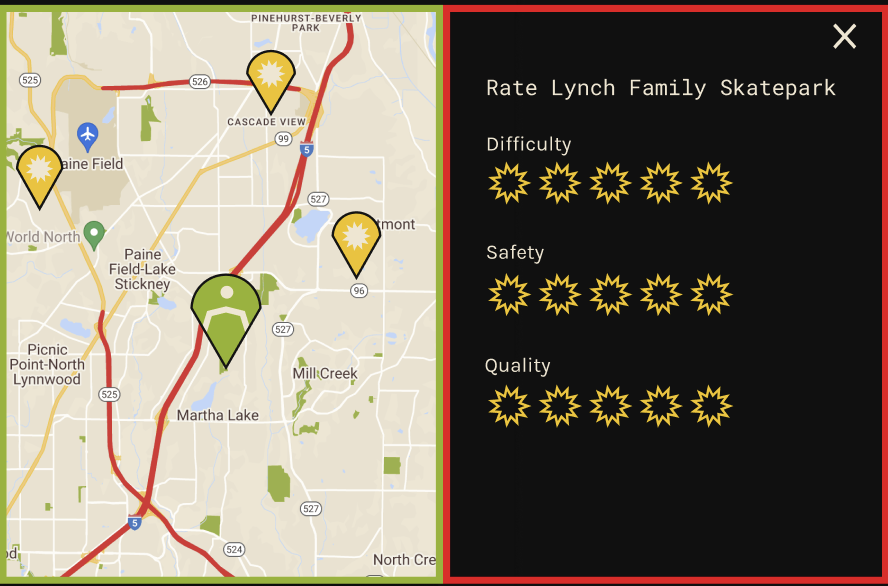 PINEHURST-BEVERLY
PARK
525
526
CASCADE VIEW
99
aine Field
5
527
World North
tmont
Paine
Field-Lake
Stickney
96
527
Picnic
Point-North
Lynnwood
Mill Creek
525
Martha Lake
527
5
524
od
North Cre
Rate Lynch Family Skatepark
Difficulty
Safety
Quality